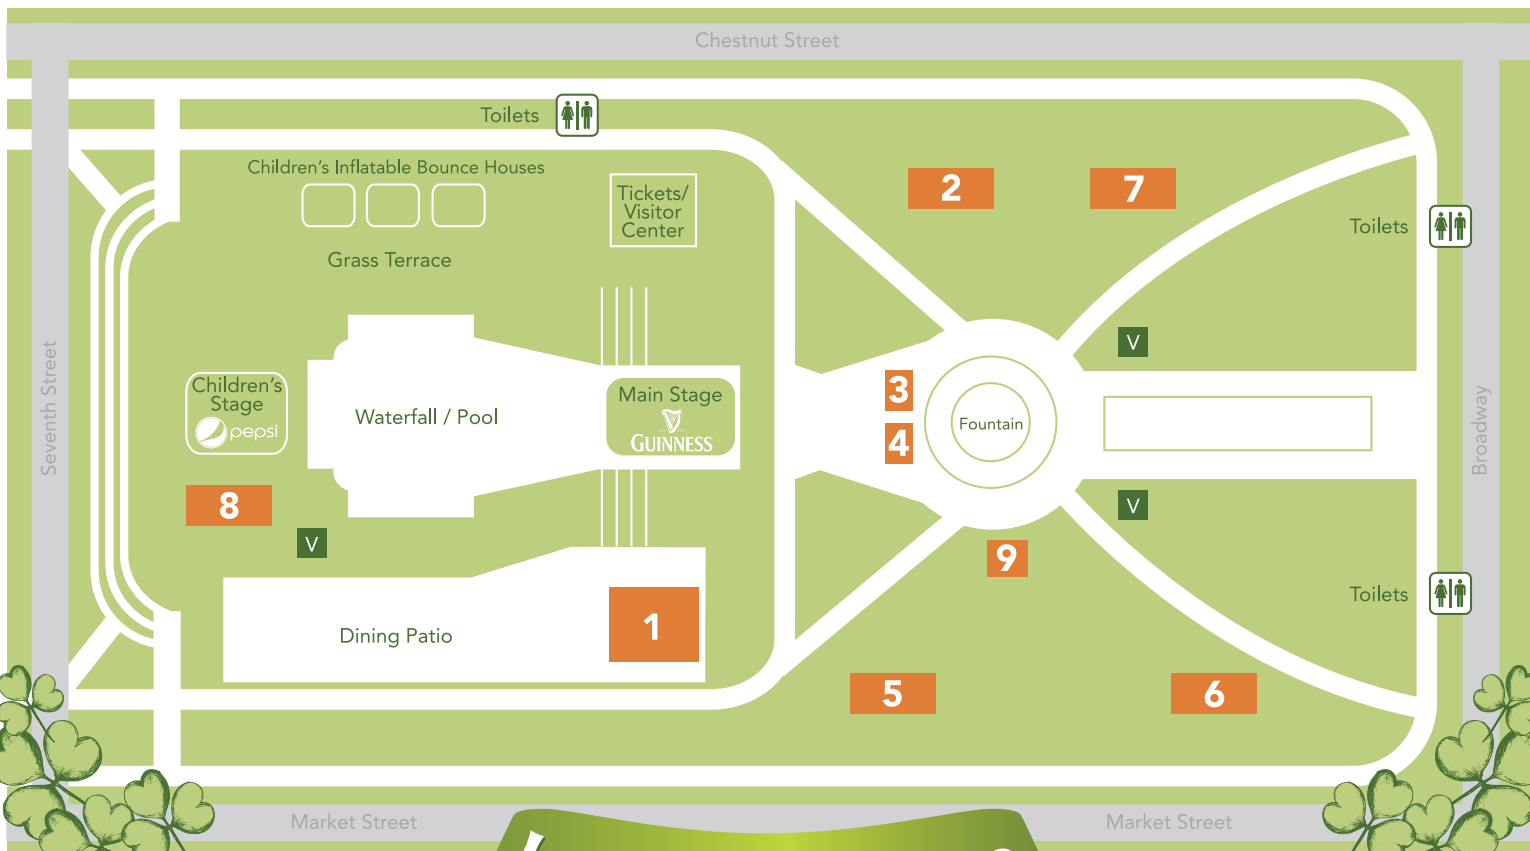 Chestnut Street
Toilets
Children's Inflatable Bounce Houses
Tickets/
Visitor
Center
Grass Terrace
2
7
Toilets
Seventh Street
Children's
Stage
pepsi
Waterfall / Pool
Main Stage
GUINNESS
3
4
Fountain
V
Broadway
8
V
V
9
Dining Patio
1
Toilets
5
6
Market Street
Market Street